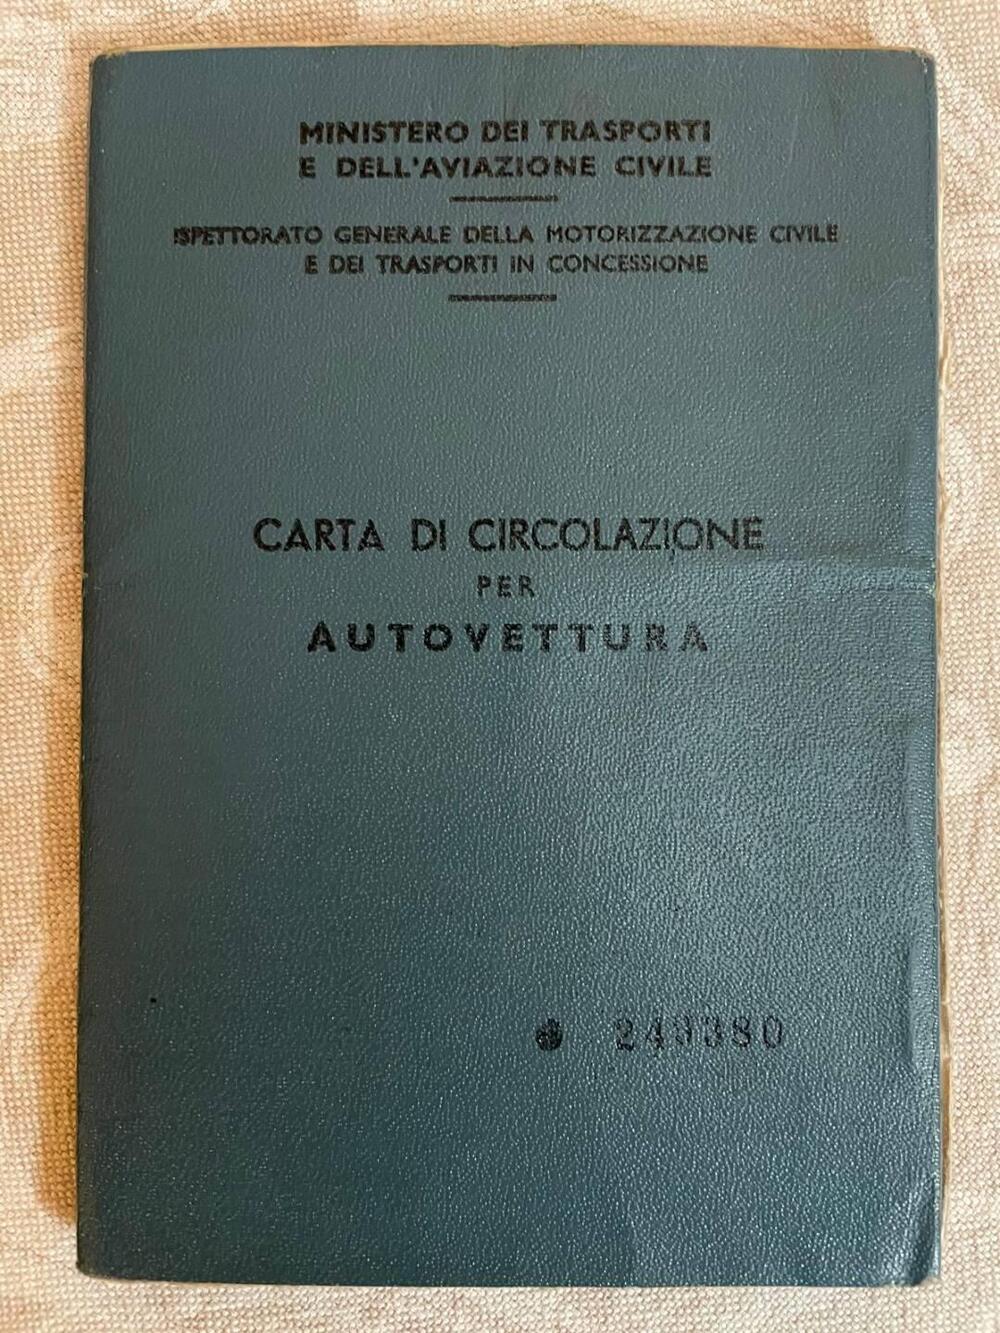 MINISTERO DEI TRASPORTI
E DELL'AVIAZIONE CIVILE
ISPETTORATO GENERALE DELLA MOTORIZZAZIONE CIVILE
E DEI TRASPORTI IN CONCESSIONE
CARTA DI CIRCOLAZIONE
PER
AUTOVETTURA